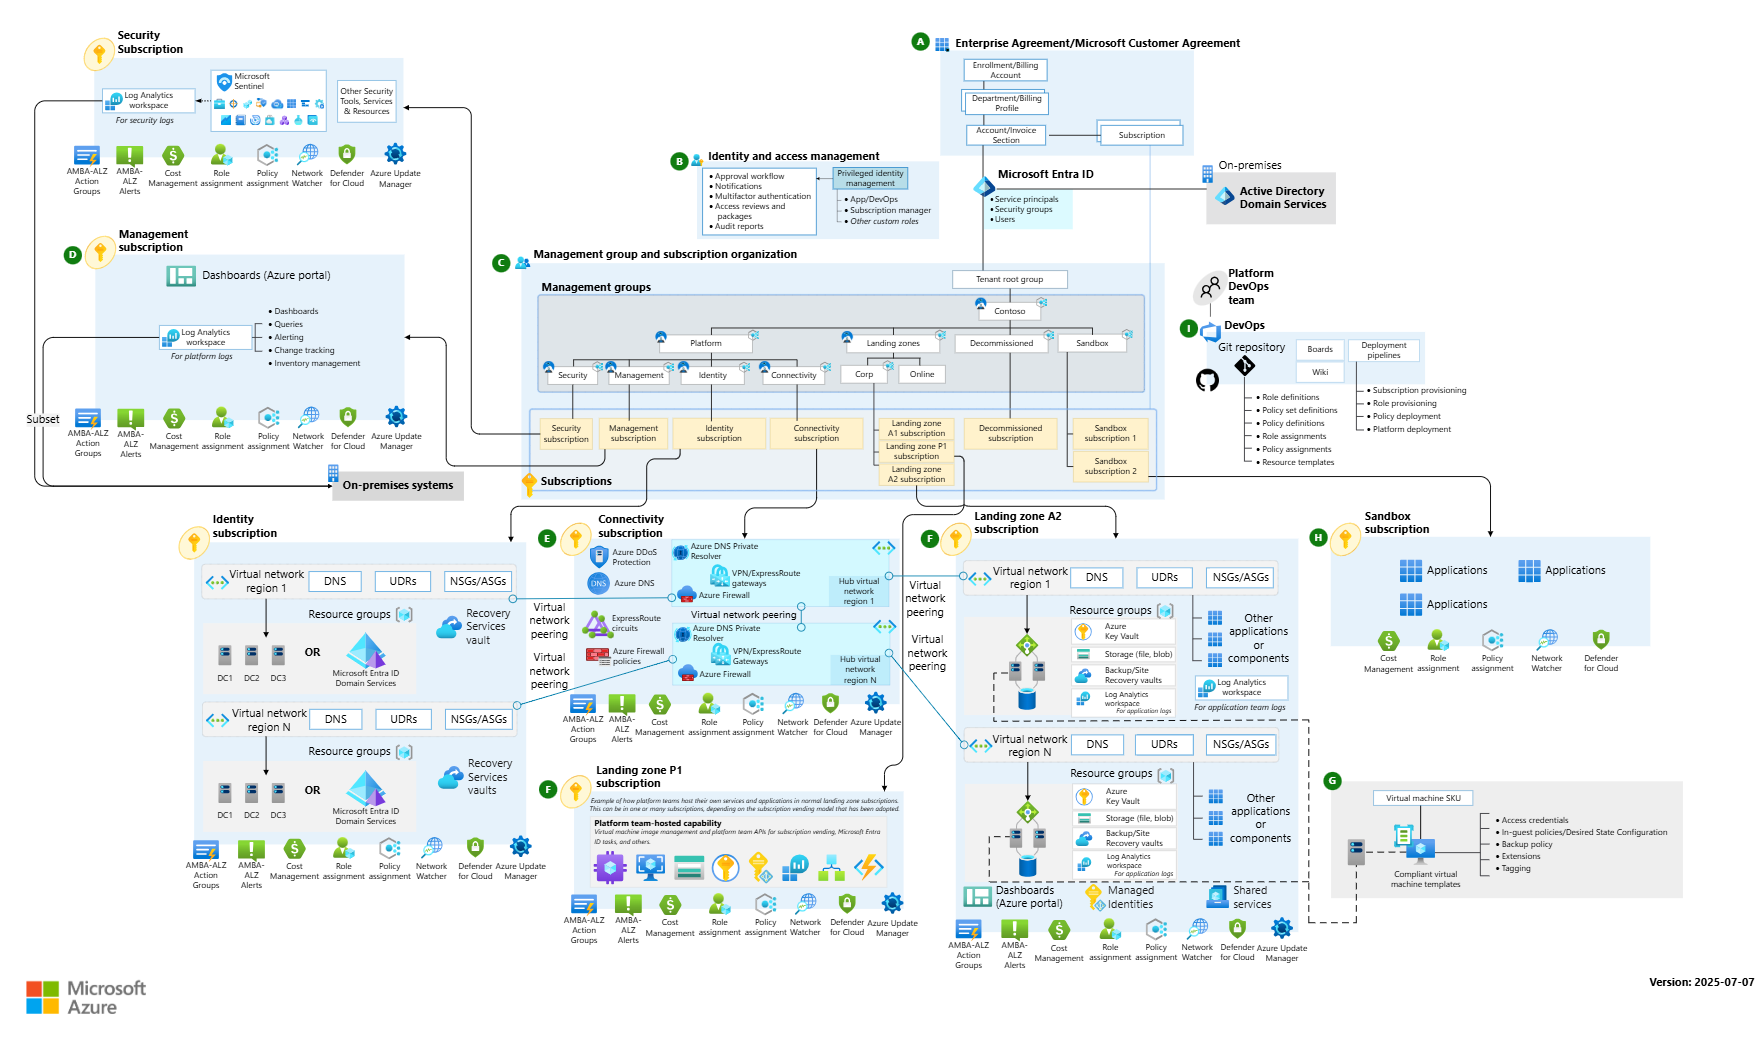 Security
Subscription
Log Analytics
workspace
For security logs
Microsoft
Sentinel
Other Security
Tools, Services
& Resources
AMBA-ALZ
Action
Groups
AMBA-
ALZ
Alerts
Cost
Management
Role
assignment
Policy
assignment
Network
Watcher
Defender
for Cloud
Azure Update
Manager
A
Enterprise Agreement/Microsoft Customer Agreement
Enrollment/Billing
Account
Department/Billing
Profile
Account/Invoice
Section
Subscription
B
Identity and access management
• Approval workflow
• Notifications
• Multifactor authentication
• Access reviews and
packages
• Audit reports
Privileged identity
management
• App/DevOps
• Subscription manager
• Other custom roles
Microsoft Entra ID
• Service principals
• Security groups
• Users
On-premises
Active Directory
Domain Services
D
Management
subscription
Dashboards (Azure portal)
Log Analytics
workspace
For platform logs
• Dashboards
• Queries
• Alerting
• Change tracking
• Inventory management
Subset
AMBA-ALZ
Action
Groups
AMBA-
ALZ
Alerts
Cost
Management
Role
assignment
Policy
assignment
Network
Watcher
Defender
for Cloud
Azure Update
Manager
On-premises systems
C
Management group and subscription organization
Tenant root group
Management groups
Contoso
Platform
Landing zones
Decommissioned
Sandbox
Security
Management
Identity
Connectivity
Corp
Online
Security
subscription
Management
subscription
Identity
subscription
Connectivity
subscription
Landing zone
A1 subscription
Landing zone P1
subscription
Landing zone
A2 subscription
Decommissioned
subscription
Sandbox
subscription 1
Sandbox
subscription 2
Subscriptions
Platform
DevOps
team
I
DevOps
Git repository
Boards
Wiki
Deployment
pipelines
• Role definitions
• Policy set definitions
• Policy definitions
• Role assignments
• Policy assignments
• Resource templates
• Subscription provisioning
• Role provisioning
• Policy deployment
• Platform deployment
Identity
subscription
Virtual network
region 1
DNS
UDRs
NSGs/ASGs
Resource groups
Recovery
Services
vault
DC1
DC2
DC3
OR
Microsoft Entra ID
Domain Services
Virtual network
region N
DNS
UDRs
NSGs/ASGs
Resource groups
Recovery
Services
vaults
DC1
DC2
DC3
OR
Microsoft Entra ID
Domain Services
AMBA-ALZ
Action
Groups
AMBA-
ALZ
Alerts
Cost
Management
Role
assignment
Policy
assignment
Network
Watcher
Defender
for Cloud
Azure Update
Manager
Virtual
network
peering
Virtual
network
peering
E
Connectivity
subscription
Azure DDoS
Protection
DNS
Azure DNS
ExpressRoute
circuits
Azure Firewall
policies
Azure DNS Private
Resolver
VPN/ExpressRoute
gateways
Azure Firewall
Hub virtual
network
region 1
Virtual network peering
Azure DNS Private
Resolver
VPN/ExpressRoute
Gateways
Azure Firewall
Hub virtual
network
region N
AMBA-ALZ
Action
Groups
AMBA-
ALZ
Alerts
Cost
Management
Role
assignment
Policy
assignment
Network
Watcher
Defender
for Cloud
Azure Update
Manager
Virtual
network
peering
Virtual
network
peering
F
Landing zone P1
subscription
Example of how platform teams host their own services and applications in normal landing zone subscriptions.
This can be in one or many subscriptions, depending on the subscription vending model that has been adopted.
Platform team-hosted capability
Virtual machine image management and platform team APIs for subscription vending, Microsoft Entra
ID tasks, and others.
AMBA-ALZ
Action
Groups
AMBA-
ALZ
Alerts
Cost
Management
Role
assignment
Policy
assignment
Network
Watcher
Defender
for Cloud
Azure Update
Manager
F
Landing zone A2
subscription
Virtual network
region 1
DNS
UDRs
NSGs/ASGs
Resource groups
Azure
Key Vault
Storage (file, blob)
Backup/Site
Recovery vaults
Log Analytics
workspace
For application logs
Other
applications
or
components
Log Analytics
workspace
For application team logs
Virtual network
region N
DNS
UDRs
NSGs/ASGs
Resource groups
Azure
Key Vault
Storage (file, blob)
Backup/Site
Recovery vaults
Log Analytics
workspace
For application logs
Other
applications
or
components
Dashboards
(Azure portal)
Managed
Identities
Shared
services
AMBA-ALZ
Action
Groups
AMBA-
ALZ
Alerts
Cost
Management
Role
assignment
Policy
assignment
Network
Watcher
Defender
for Cloud
Azure Update
Manager
H
Sandbox
subscription
Applications
Applications
Applications
Cost
Management
Role
assignment
Policy
assignment
Network
Watcher
Defender
for Cloud
G
Virtual machine SKU
Compliant virtual
machine templates
• Access credentials
• In-guest policies/Desired State Configuration
• Backup policy
• Extensions
• Tagging
Microsoft
Azure
Version: 2025-07-07